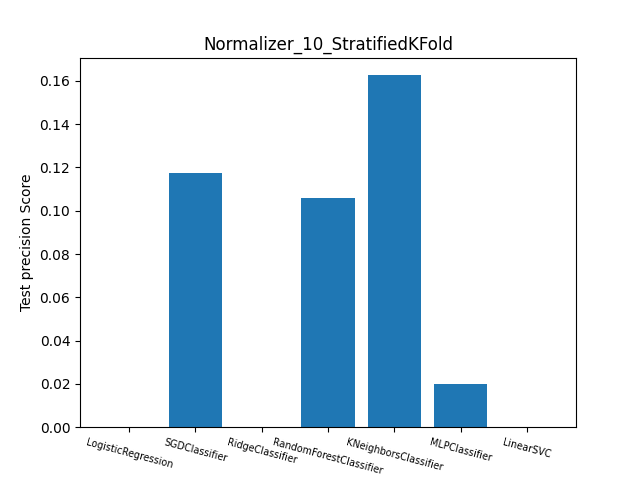 Normalizer_10_StratifiedKFold
Test precision Score
0.16
0.14
0.12
0.10
0.08
0.06
0.04
0.02
0.00
LogisticRegression
SGDClassifier
RidgeClassifier
RandomForestClassifier
KNeighborsClassifier
MLPClassifier
LinearSVC